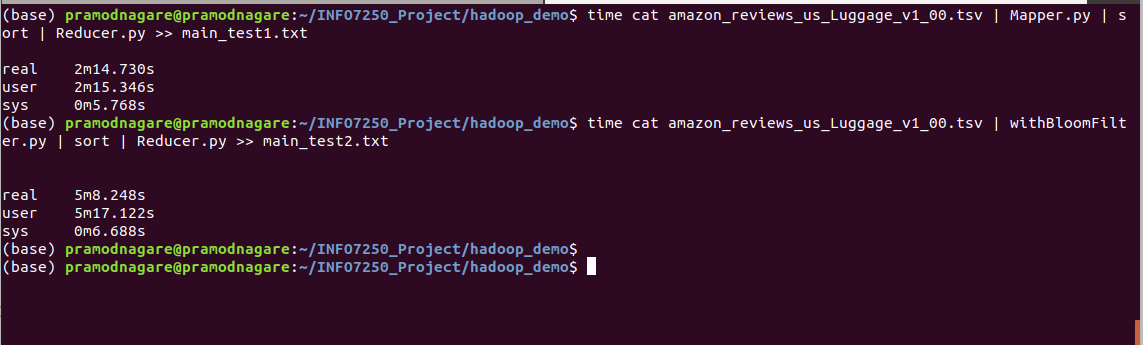 (base) pramodnagare@pramodnagare:~/INFO7250_Project/hadoop_demo$ time cat amazon_reviews_us_Luggage_v1_00.tsv | Mapper.py | s
ort | Reducer.py >> main_test1.txt
real    2m14.730s
user    2m15.346s
sys     0m5.768s
(base) pramodnagare@pramodnagare:~/INFO7250_Project/hadoop_demo$ time cat amazon_reviews_us_Luggage_v1_00.tsv | withBloomFilt
er.py | sort | Reducer.py >> main_test2.txt
real    5m8.248s
user    5m17.122s
sys     0m6.688s
(base) pramodnagare@pramodnagare:~/INFO7250_Project/hadoop_demo$
(base) pramodnagare@pramodnagare:~/INFO7250_Project/hadoop_demo$